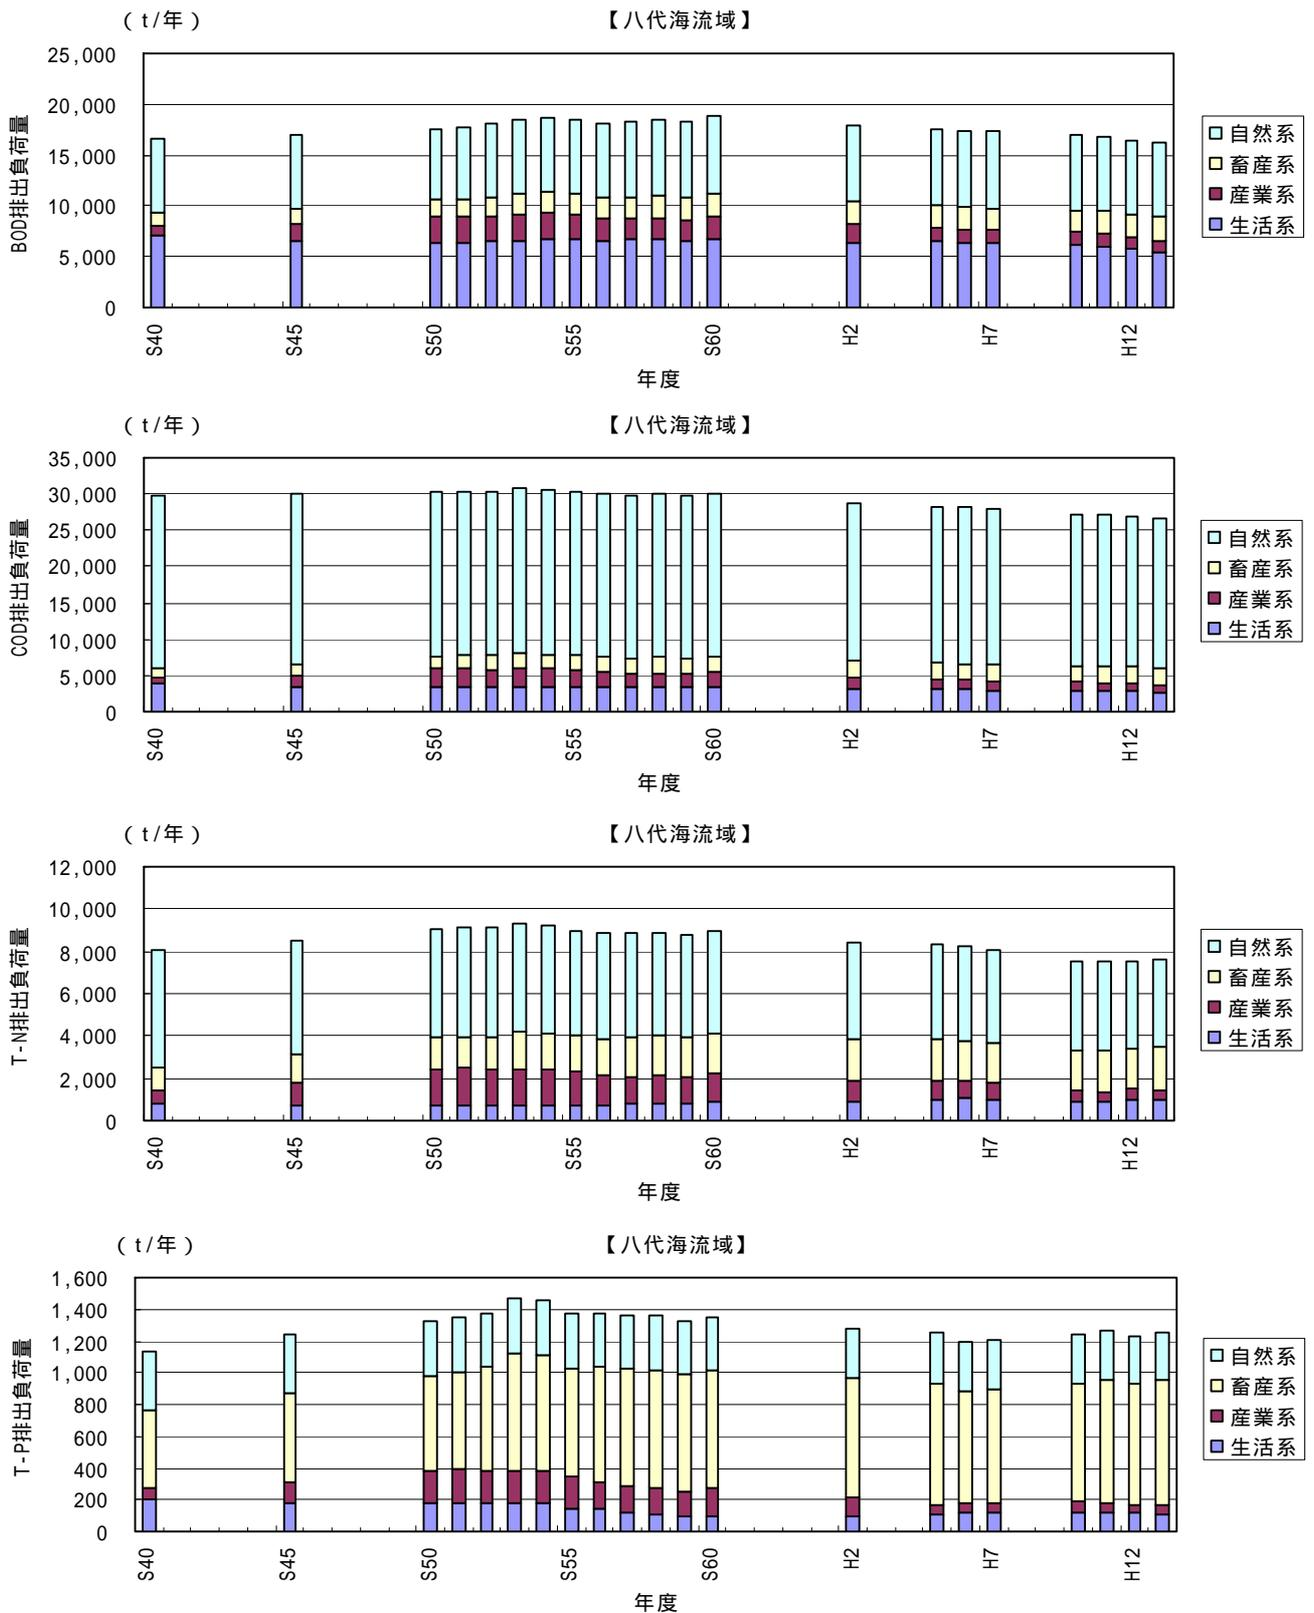 (t/年)
【八代海流域】
BOD排出負荷量
25,000
20,000
15,000
10,000
5,000
0
S40
S45
S50
S55
S60
H2
H7
H12
年度
自然系
畜産系
産業系
生活系
(t/年)
【八代海流域】
COD排出負荷量
35,000
30,000
25,000
20,000
15,000
10,000
5,000
0
S40
S45
S50
S55
S60
H2
H7
H12
年度
自然系
畜産系
産業系
生活系
(t/年)
【八代海流域】
T-N排出負荷量
12,000
10,000
8,000
6,000
4,000
2,000
0
S40
S45
S50
S55
S60
H2
H7
H12
年度
自然系
畜産系
産業系
生活系
(t/年)
【八代海流域】
T-P排出負荷量
1,600
1,400
1,200
1,000
800
600
400
200
0
S40
S45
S50
S55
S60
H2
H7
H12
年度
自然系
畜産系
産業系
生活系